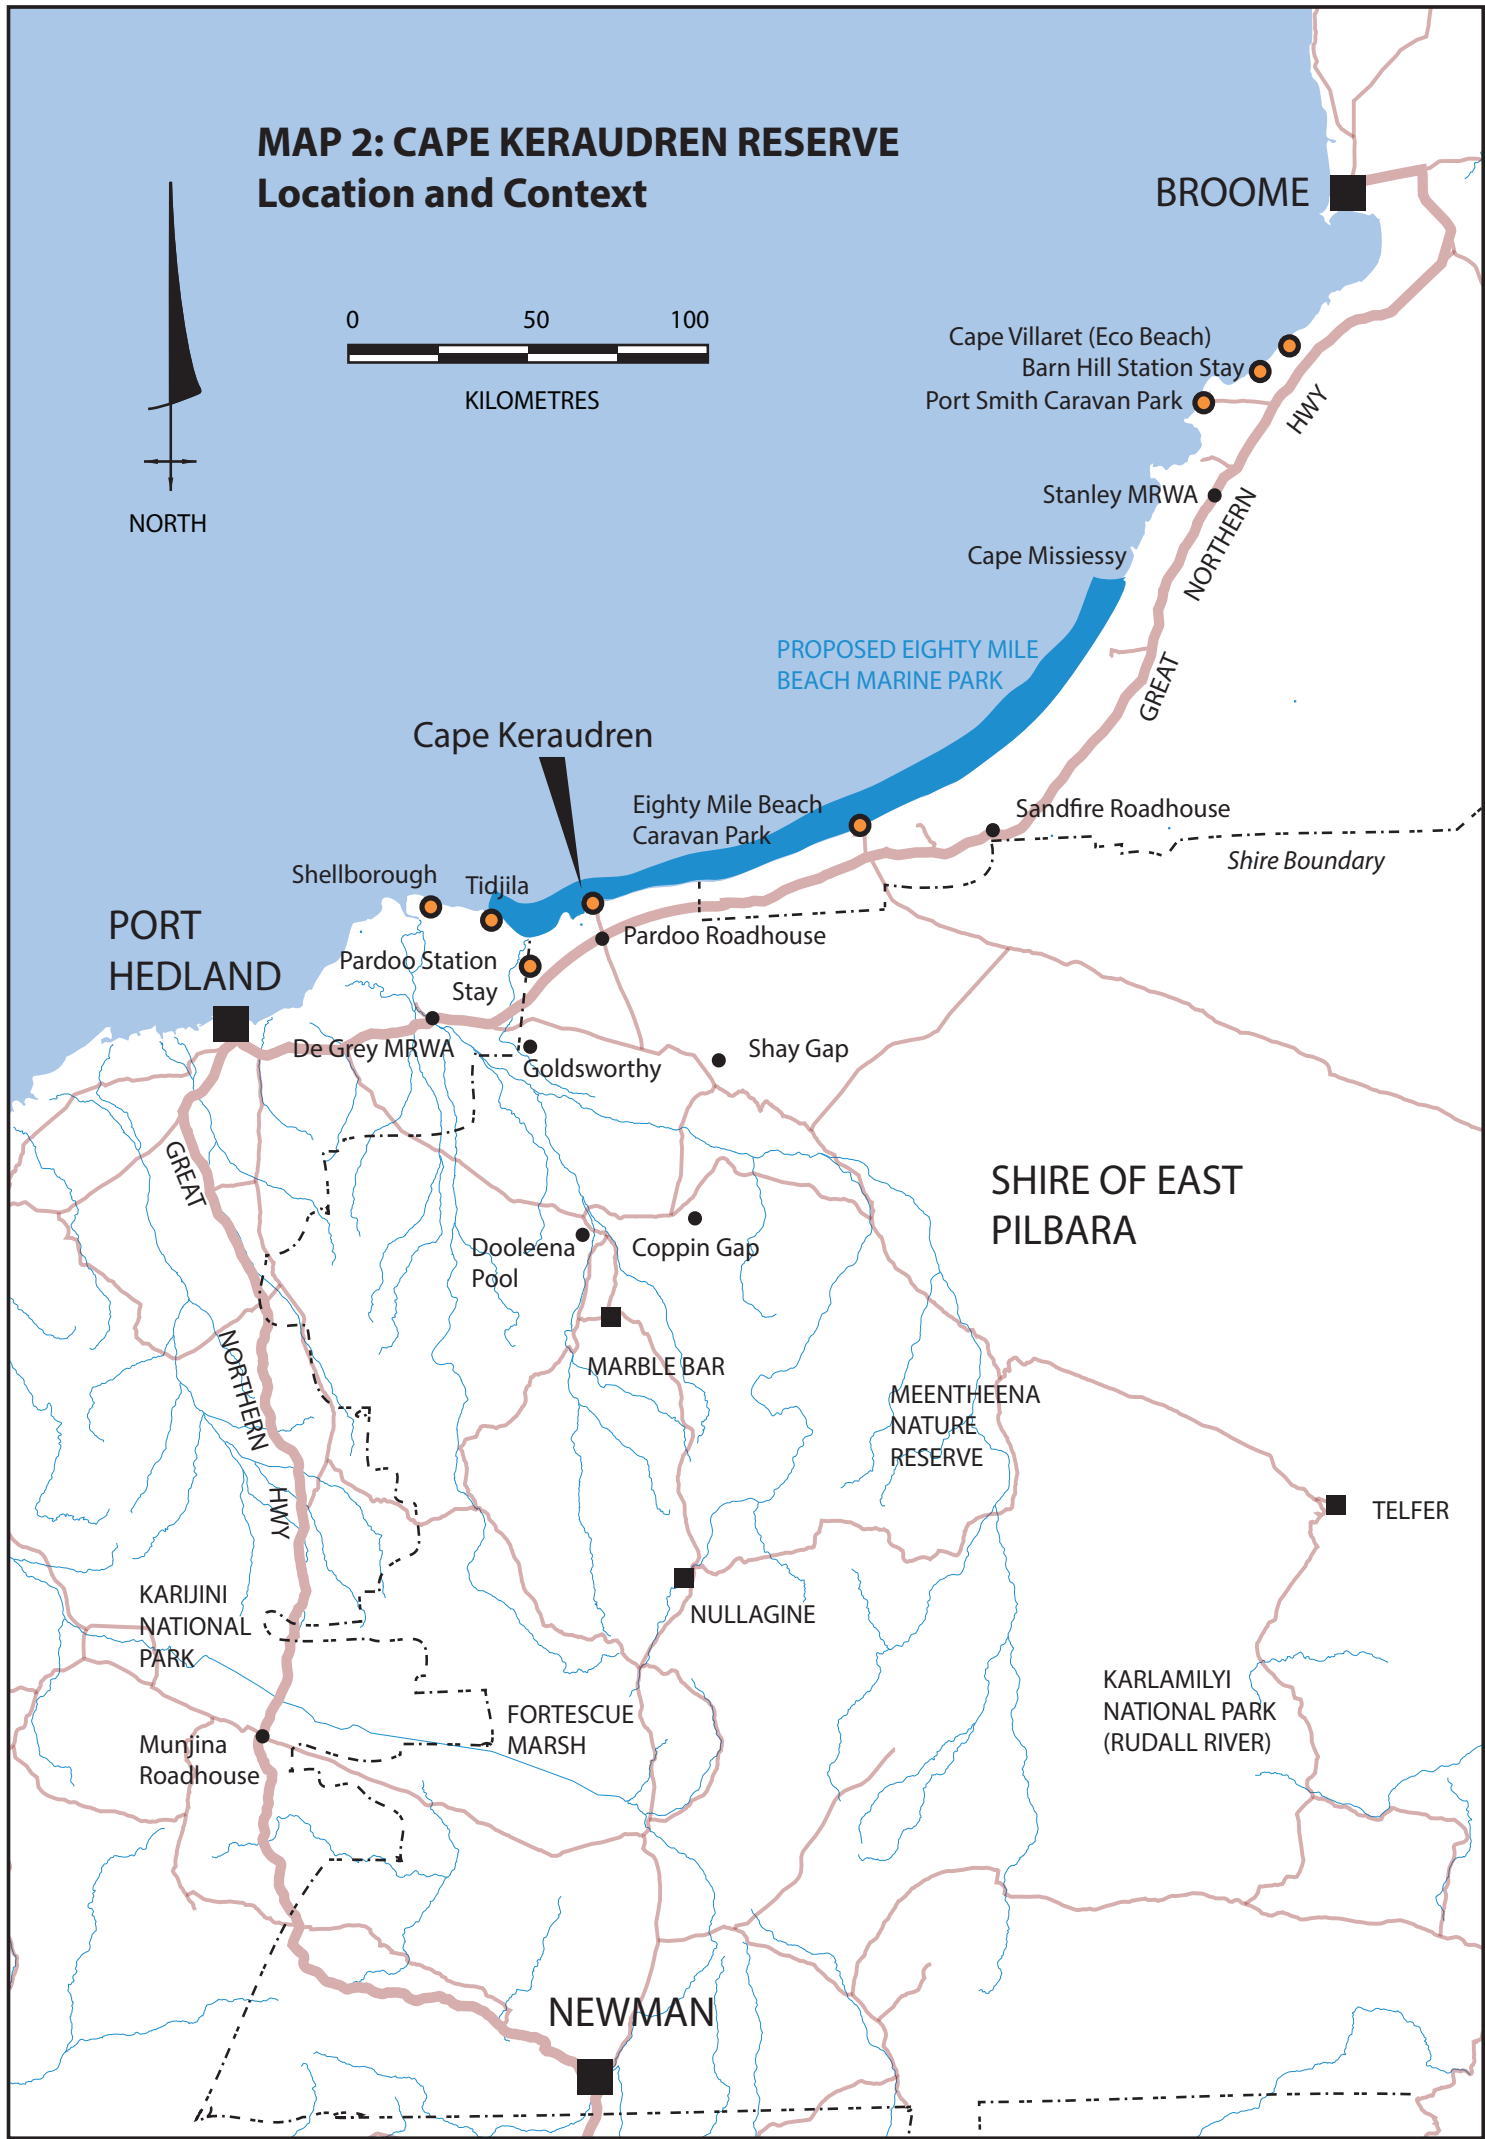 MAP 2: CAPE KERAUDREN RESERVE
Location and Context
BROOME
0 50 100
KILOMETRES
NORTH
Cape Villaret (Eco Beach)
Barn Hill Station Stay
Port Smith Caravan Park
HWY
Stanley MRWA
NORTHERN
Cape Missiessy
PROPOSED EIGHTY MILE
BEACH MARINE PARK
GREAT
Cape Keraudren
Eighty Mile Beach
Caravan Park
Sandfire Roadhouse
Shire Boundary
Shellborough
Tidjila
PORT
HEDLAND
Pardoo Roadhouse
Pardoo Station
Stay
De Grey MRWA
Goldsworthy
Shay Gap
GREAT
SHIRE OF EAST
PILBARA
Dooleena
Pool
Coppin Gap
NORTHERN
MARBLE BAR
MEENTHEENA
NATURE
RESERVE
HWY
TELFER
KARIJINI
NATIONAL
PARK
NULLAGINE
KARLAMILYI
NATIONAL PARK
(RUDALL RIVER)
FORTESCUE
MARSH
Munjina
Roadhouse
NEWMAN